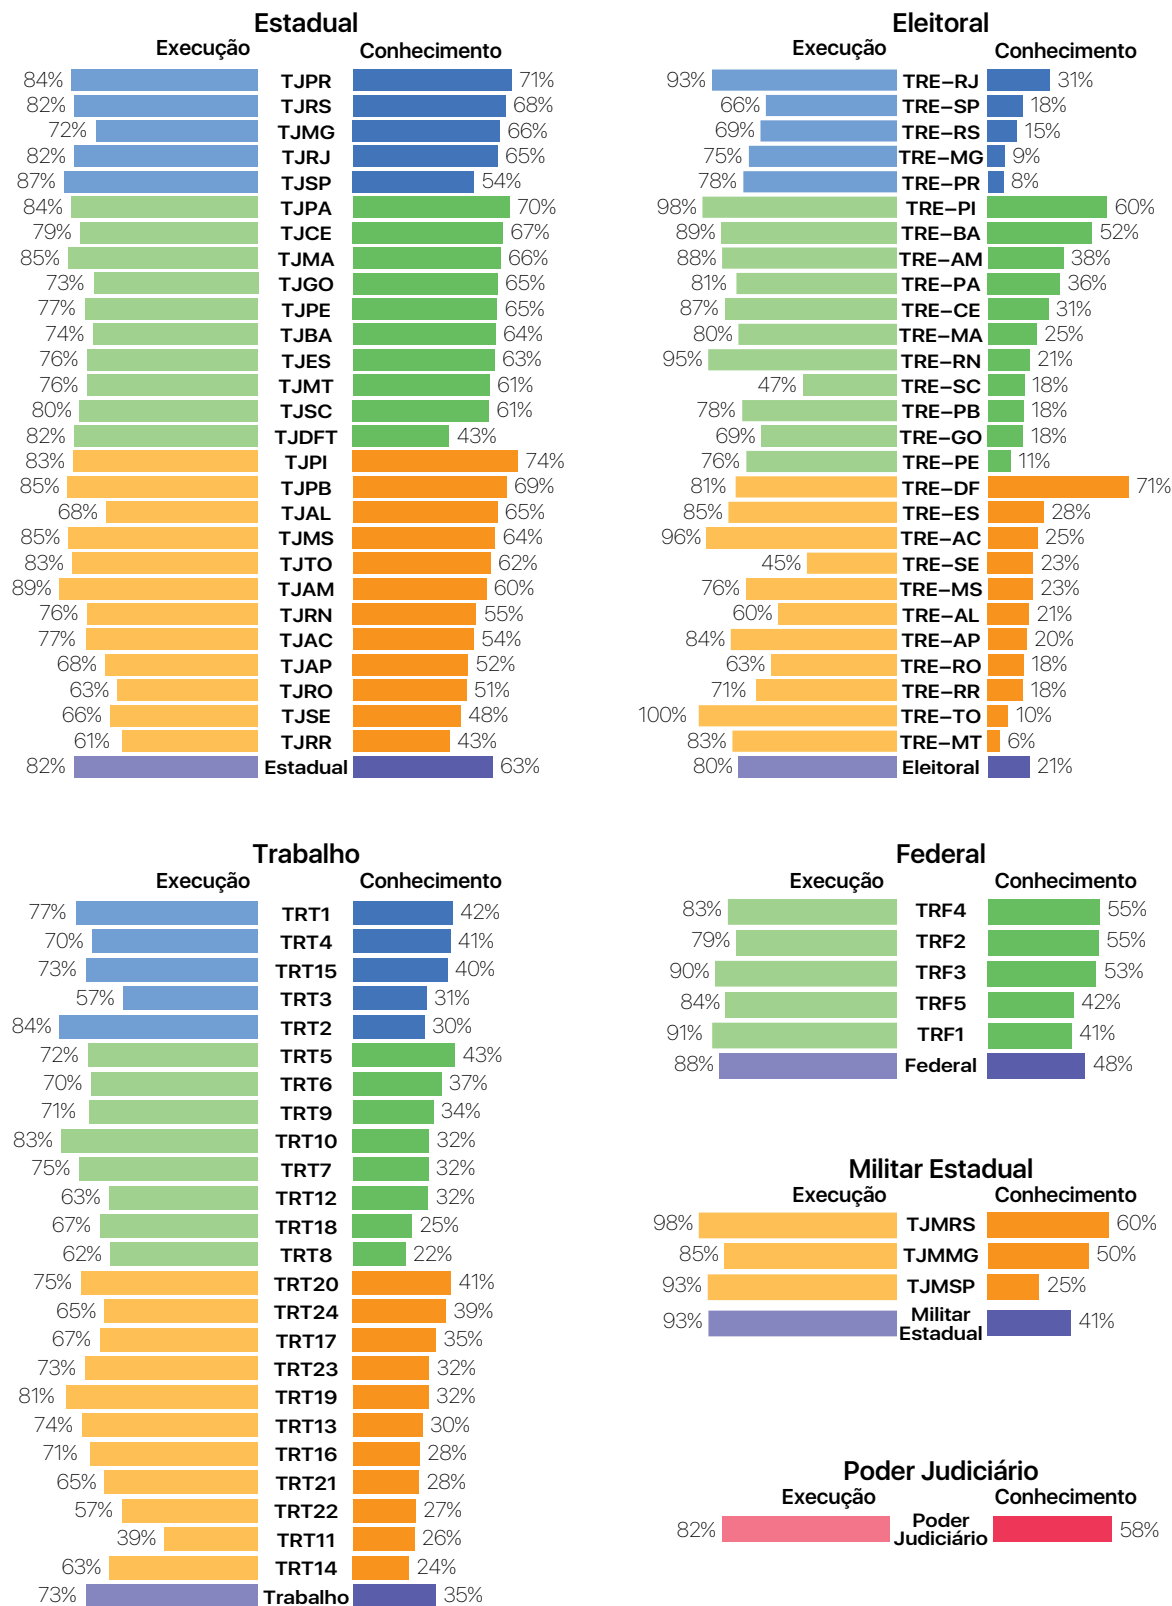 Estadual
Execução Conhecimento
84% TJPR 71%
82% TJRS 68%
72% TJMG 66%
82% TJRJ 65%
87% TJSP 54%
84% TJPA 70%
79% TJCE 67%
85% TJMA 66%
73% TJGO 65%
77% TJPE 65%
74% TJBA 64%
76% TJES 63%
76% TJMT 61%
80% TJSC 61%
82% TJDFT 43%
83% TJPI 74%
85% TJPB 69%
68% TJAL 65%
85% TJMS 64%
83% TJTO 62%
89% TJAM 60%
76% TJRN 55%
77% TJAC 54%
68% TJAP 52%
63% TJRO 51%
66% TJSE 48%
61% TJRR 43%
82% Estadual 63%
Eleitoral
Execução Conhecimento
93% TRE–RJ 31%
66% TRE–SP 18%
69% TRE–RS 15%
75% TRE–MG 9%
78% TRE–PR 8%
98% TRE–PI 60%
89% TRE–BA 52%
88% TRE–AM 38%
81% TRE–PA 36%
87% TRE–CE 31%
80% TRE–MA 25%
95% TRE–RN 21%
47% TRE–SC 18%
78% TRE–PB 18%
69% TRE–GO 18%
76% TRE–PE 11%
81% TRE–DF 71%
85% TRE–ES 28%
96% TRE–AC 25%
45% TRE–SE 23%
76% TRE–MS 23%
60% TRE–AL 21%
84% TRE–AP 20%
63% TRE–RO 18%
71% TRE–RR 18%
100% TRE–TO 10%
83% TRE–MT 6%
80% Eleitoral 21%
Trabalho
Execução Conhecimento
77% TRT1 42%
70% TRT4 41%
73% TRT15 40%
57% TRT3 31%
84% TRT2 30%
72% TRT5 43%
70% TRT6 37%
71% TRT9 34%
83% TRT10 32%
75% TRT7 32%
63% TRT12 32%
67% TRT18 25%
62% TRT8 22%
75% TRT20 41%
65% TRT24 39%
67% TRT17 35%
73% TRT23 32%
81% TRT19 32%
74% TRT13 30%
71% TRT16 28%
65% TRT21 28%
57% TRT22 27%
39% TRT11 26%
63% TRT14 24%
73% Trabalho 35%
Federal
Execução Conhecimento
83% TRF4 55%
79% TRF2 55%
90% TRF3 53%
84% TRF5 42%
91% TRF1 41%
88% Federal 48%
Militar Estadual
Execução Conhecimento
98% TJMRS 60%
85% TJMMG 50%
93% TJMSP 25%
93% Militar 41%
Estadual
Poder Judiciário
Execução Conhecimento
82% Poder 58%
Judiciário